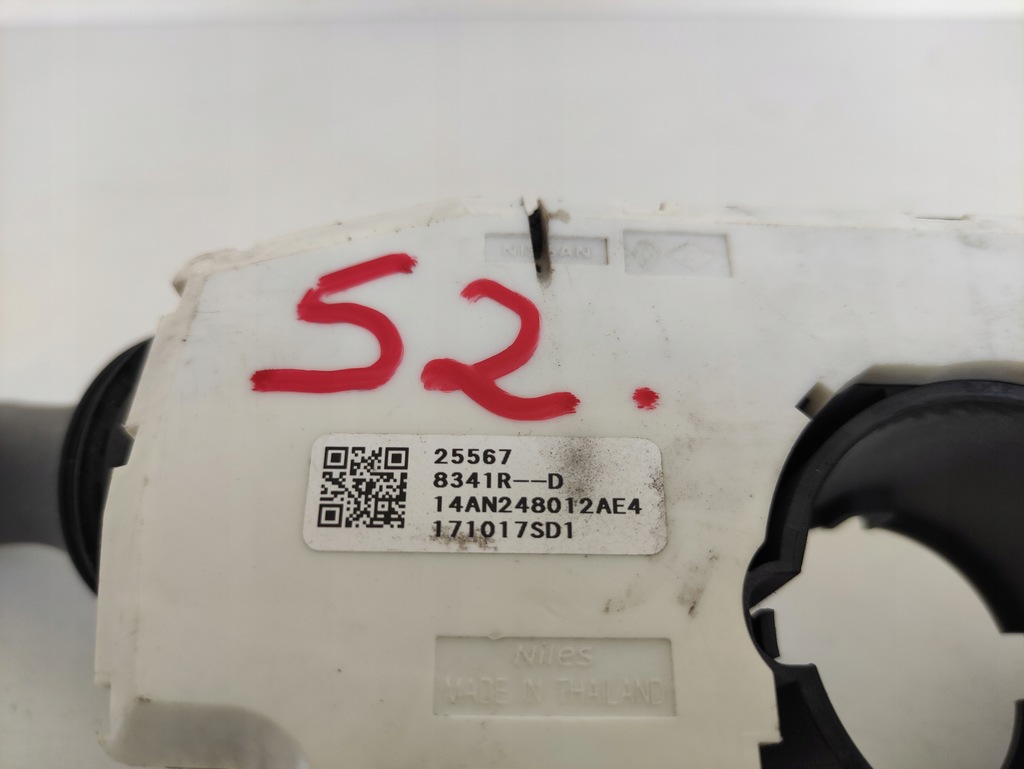 NISSAN
52.
25567
8341R--D
14AN248012AE4
171017SD1
Niles
MADE IN THAILAND